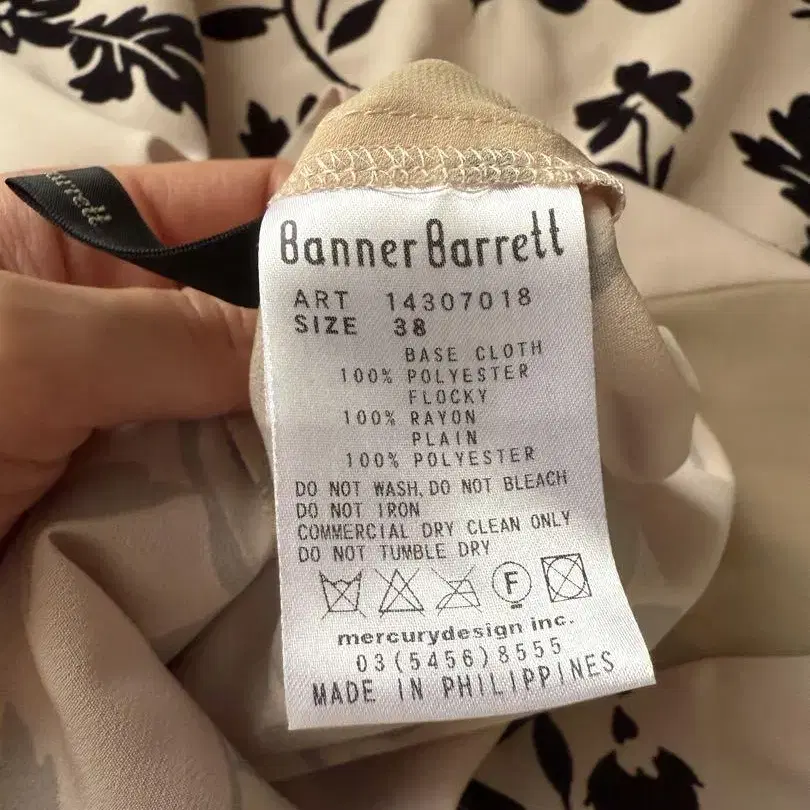 Banner Barrett
ART 14307018
SIZE 38
BASE CLOTH
100% POLYESTER
FLOCKY
100% RAYON
PLAIN
100% POLYESTER
DO NOT WASH, DO NOT BLEACH
DO NOT IRON
COMMERCIAL DRY CLEAN ONLY
DO NOT TUMBLE DRY
F
mercurydesign inc.
03(5456)8555
MADE IN PHILIPPINES